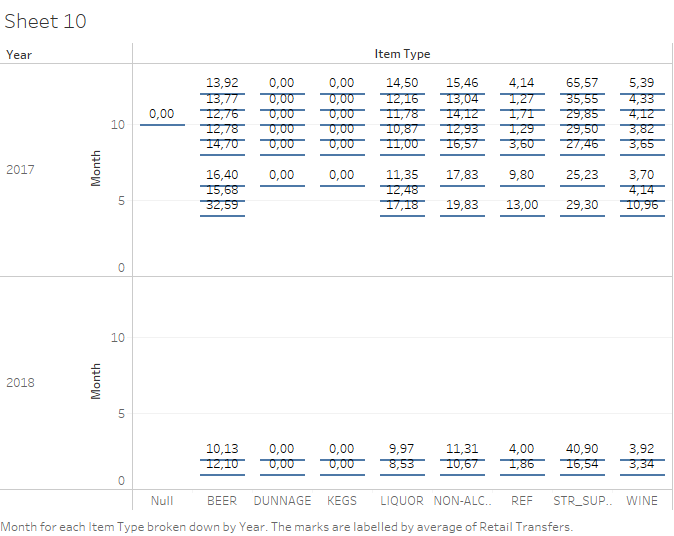 Sheet 10
Year
Item Type
13,92 0,00 0,00 14,50 15,46 4,14 65,57 5,39
13,77 0,00 0,00 12,16 13,04 1,27 35,55 4,33
0,00 12,76 0,00 0,00 11,78 14,12 1,71 29,85 4,12
10
12,78 0,00 0,00 10,87 12,93 1,29 29,50 3,82
14,70 0,00 0,00 11,00 16,57 3,60 27,46 3,65
2017
Month
16,40 0,00 0,00 11,35 17,83 9,80 25,23 3,70
15,68 12,48 4,14
5
32,59 17,18 19,83 13,00 29,30 10,96
0
10
2018
Month
5
10,13 0,00 0,00 9,97 11,31 4,00 40,90 3,92
12,10 0,00 0,00 8,53 10,67 1,86 16,54 3,34
0
Null BEER DUNNAGE KEGS LIQUOR NON-ALC.. REF STR_SUP.. WINE
Month for each Item Type broken down by Year. The marks are labelled by average of Retail Transfers.